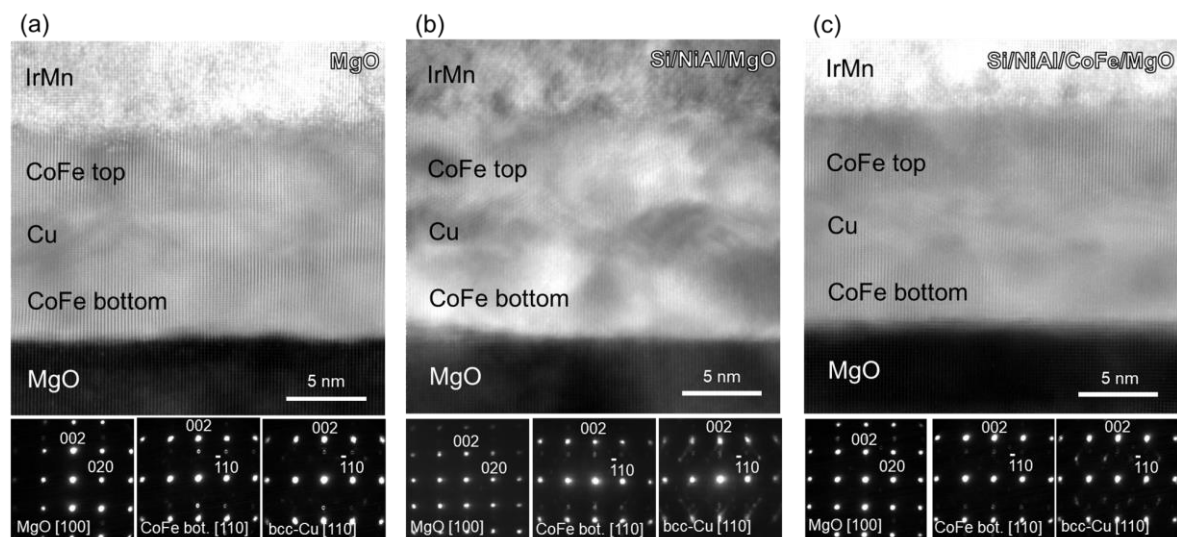 (a)
MgO
IrMn
CoFe top
Cu
CoFe bottom
MgO
5 nm
002
020
MgO [100]
002
1̄10
CoFe bot. [110]
002
1̄10
bcc-Cu [110]
(b)
Si/NiAl/MgO
IrMn
CoFe top
Cu
CoFe bottom
MgO
5 nm
002
020
MgO [100]
002
1̄10
CoFe bot. [110]
002
1̄10
bcc-Cu [110]
(c)
Si/NiAl/CoFe/MgO
IrMn
CoFe top
Cu
CoFe bottom
MgO
5 nm
002
020
MgO [100]
002
1̄10
CoFe bot. [110]
002
1̄10
bcc-Cu [110]